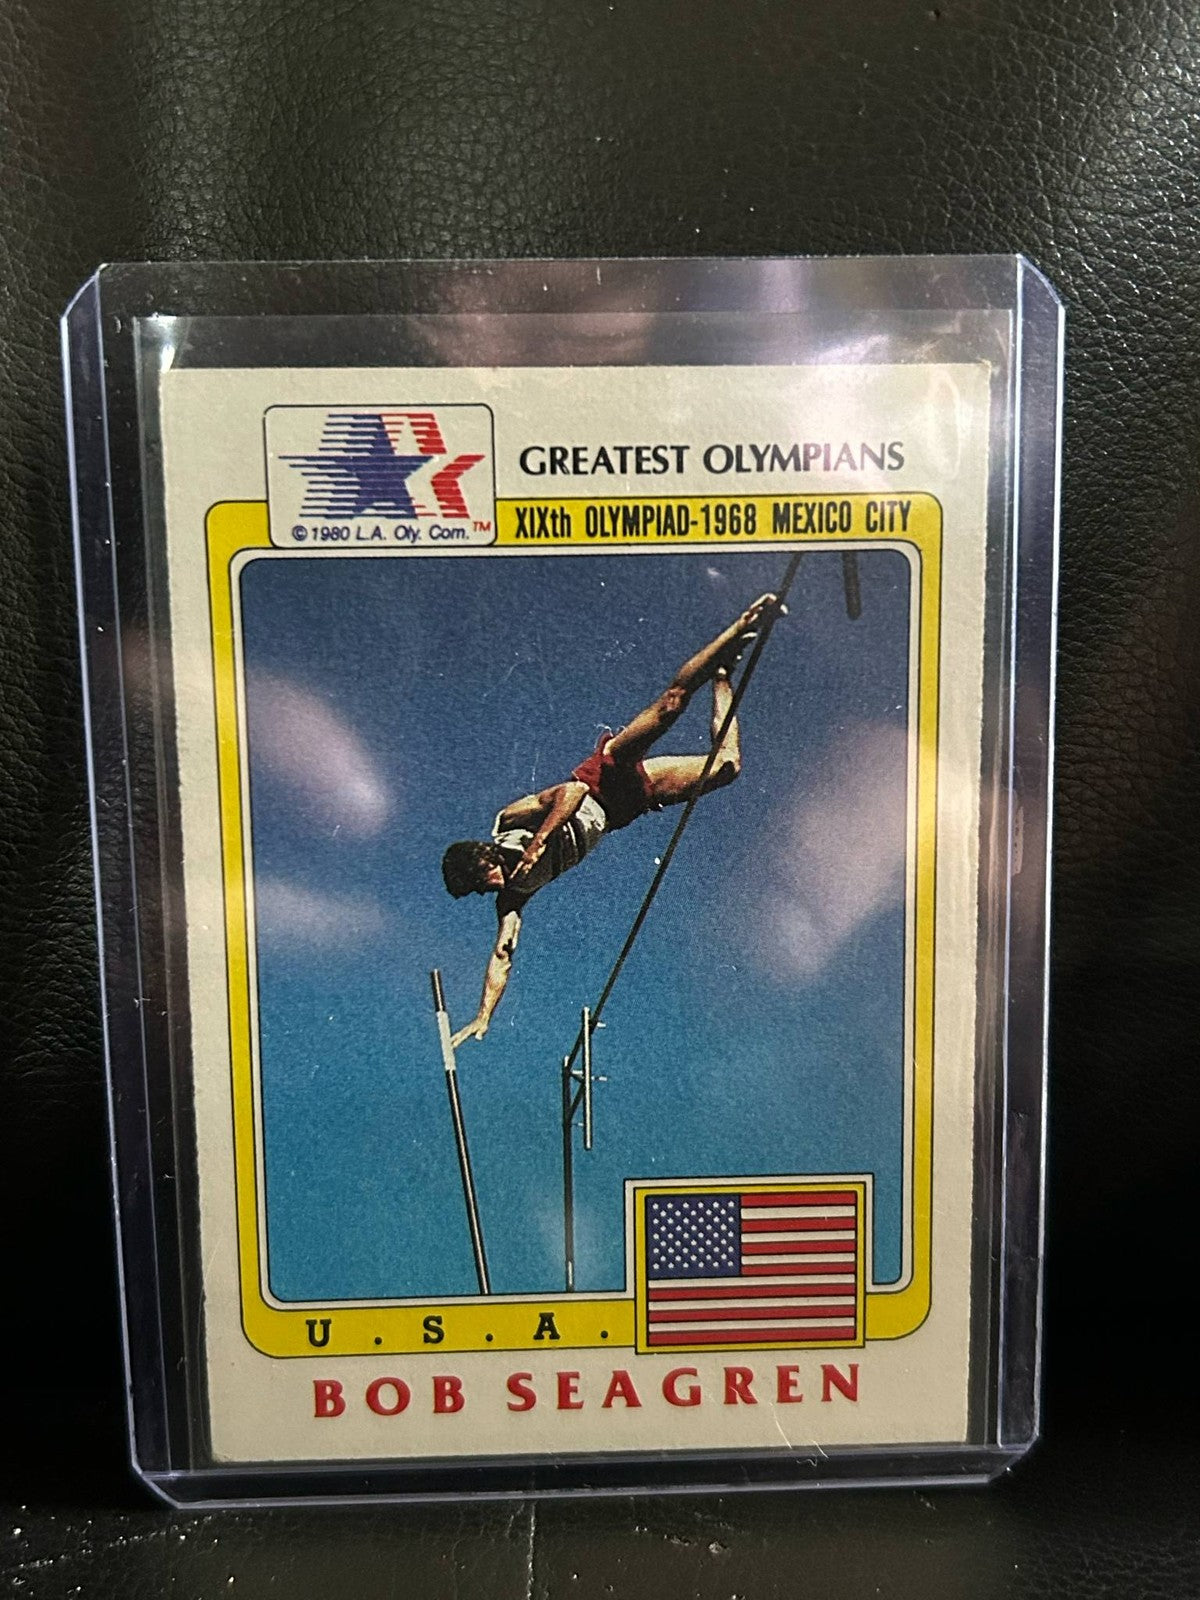 GREATEST OLYMPIANS
©1980 L.A. Oly. Com.™
XIXth OLYMPIAD-1968 MEXICO CITY
U.S.A.
BOB SEAGREN